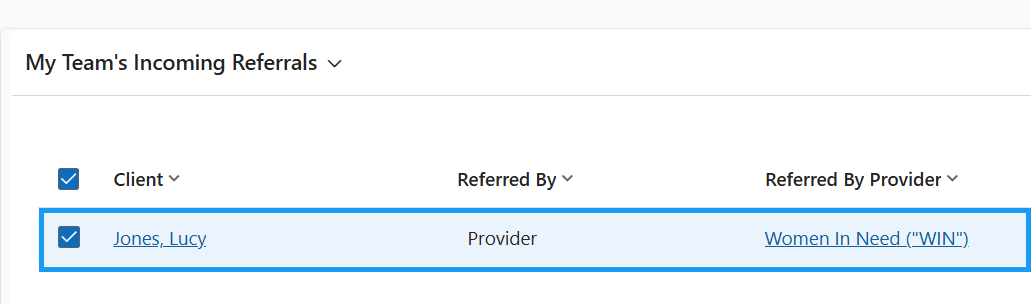 My Team's Incoming Referrals
Client Referred By Referred By Provider
Jones, Lucy Provider Women In Need ("WIN")